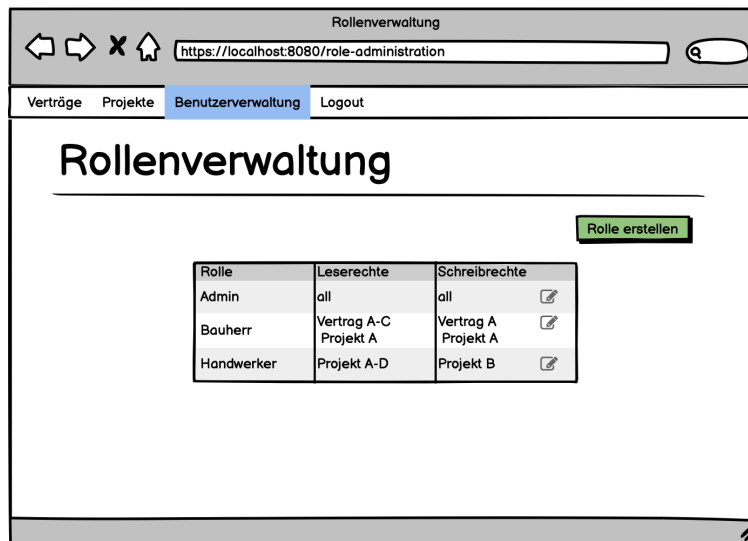 Rollenverwaltung
https://localhost:8080/role-administration
Verträge Projekte Benutzerverwaltung Logout
Rollenverwaltung
Rolle erstellen
Rolle Leserechte Schreibrechte
Admin all all
Bauherr Vertrag A-C Vertrag A
Projekt A Projekt A
Handwerker Projekt A-D Projekt B